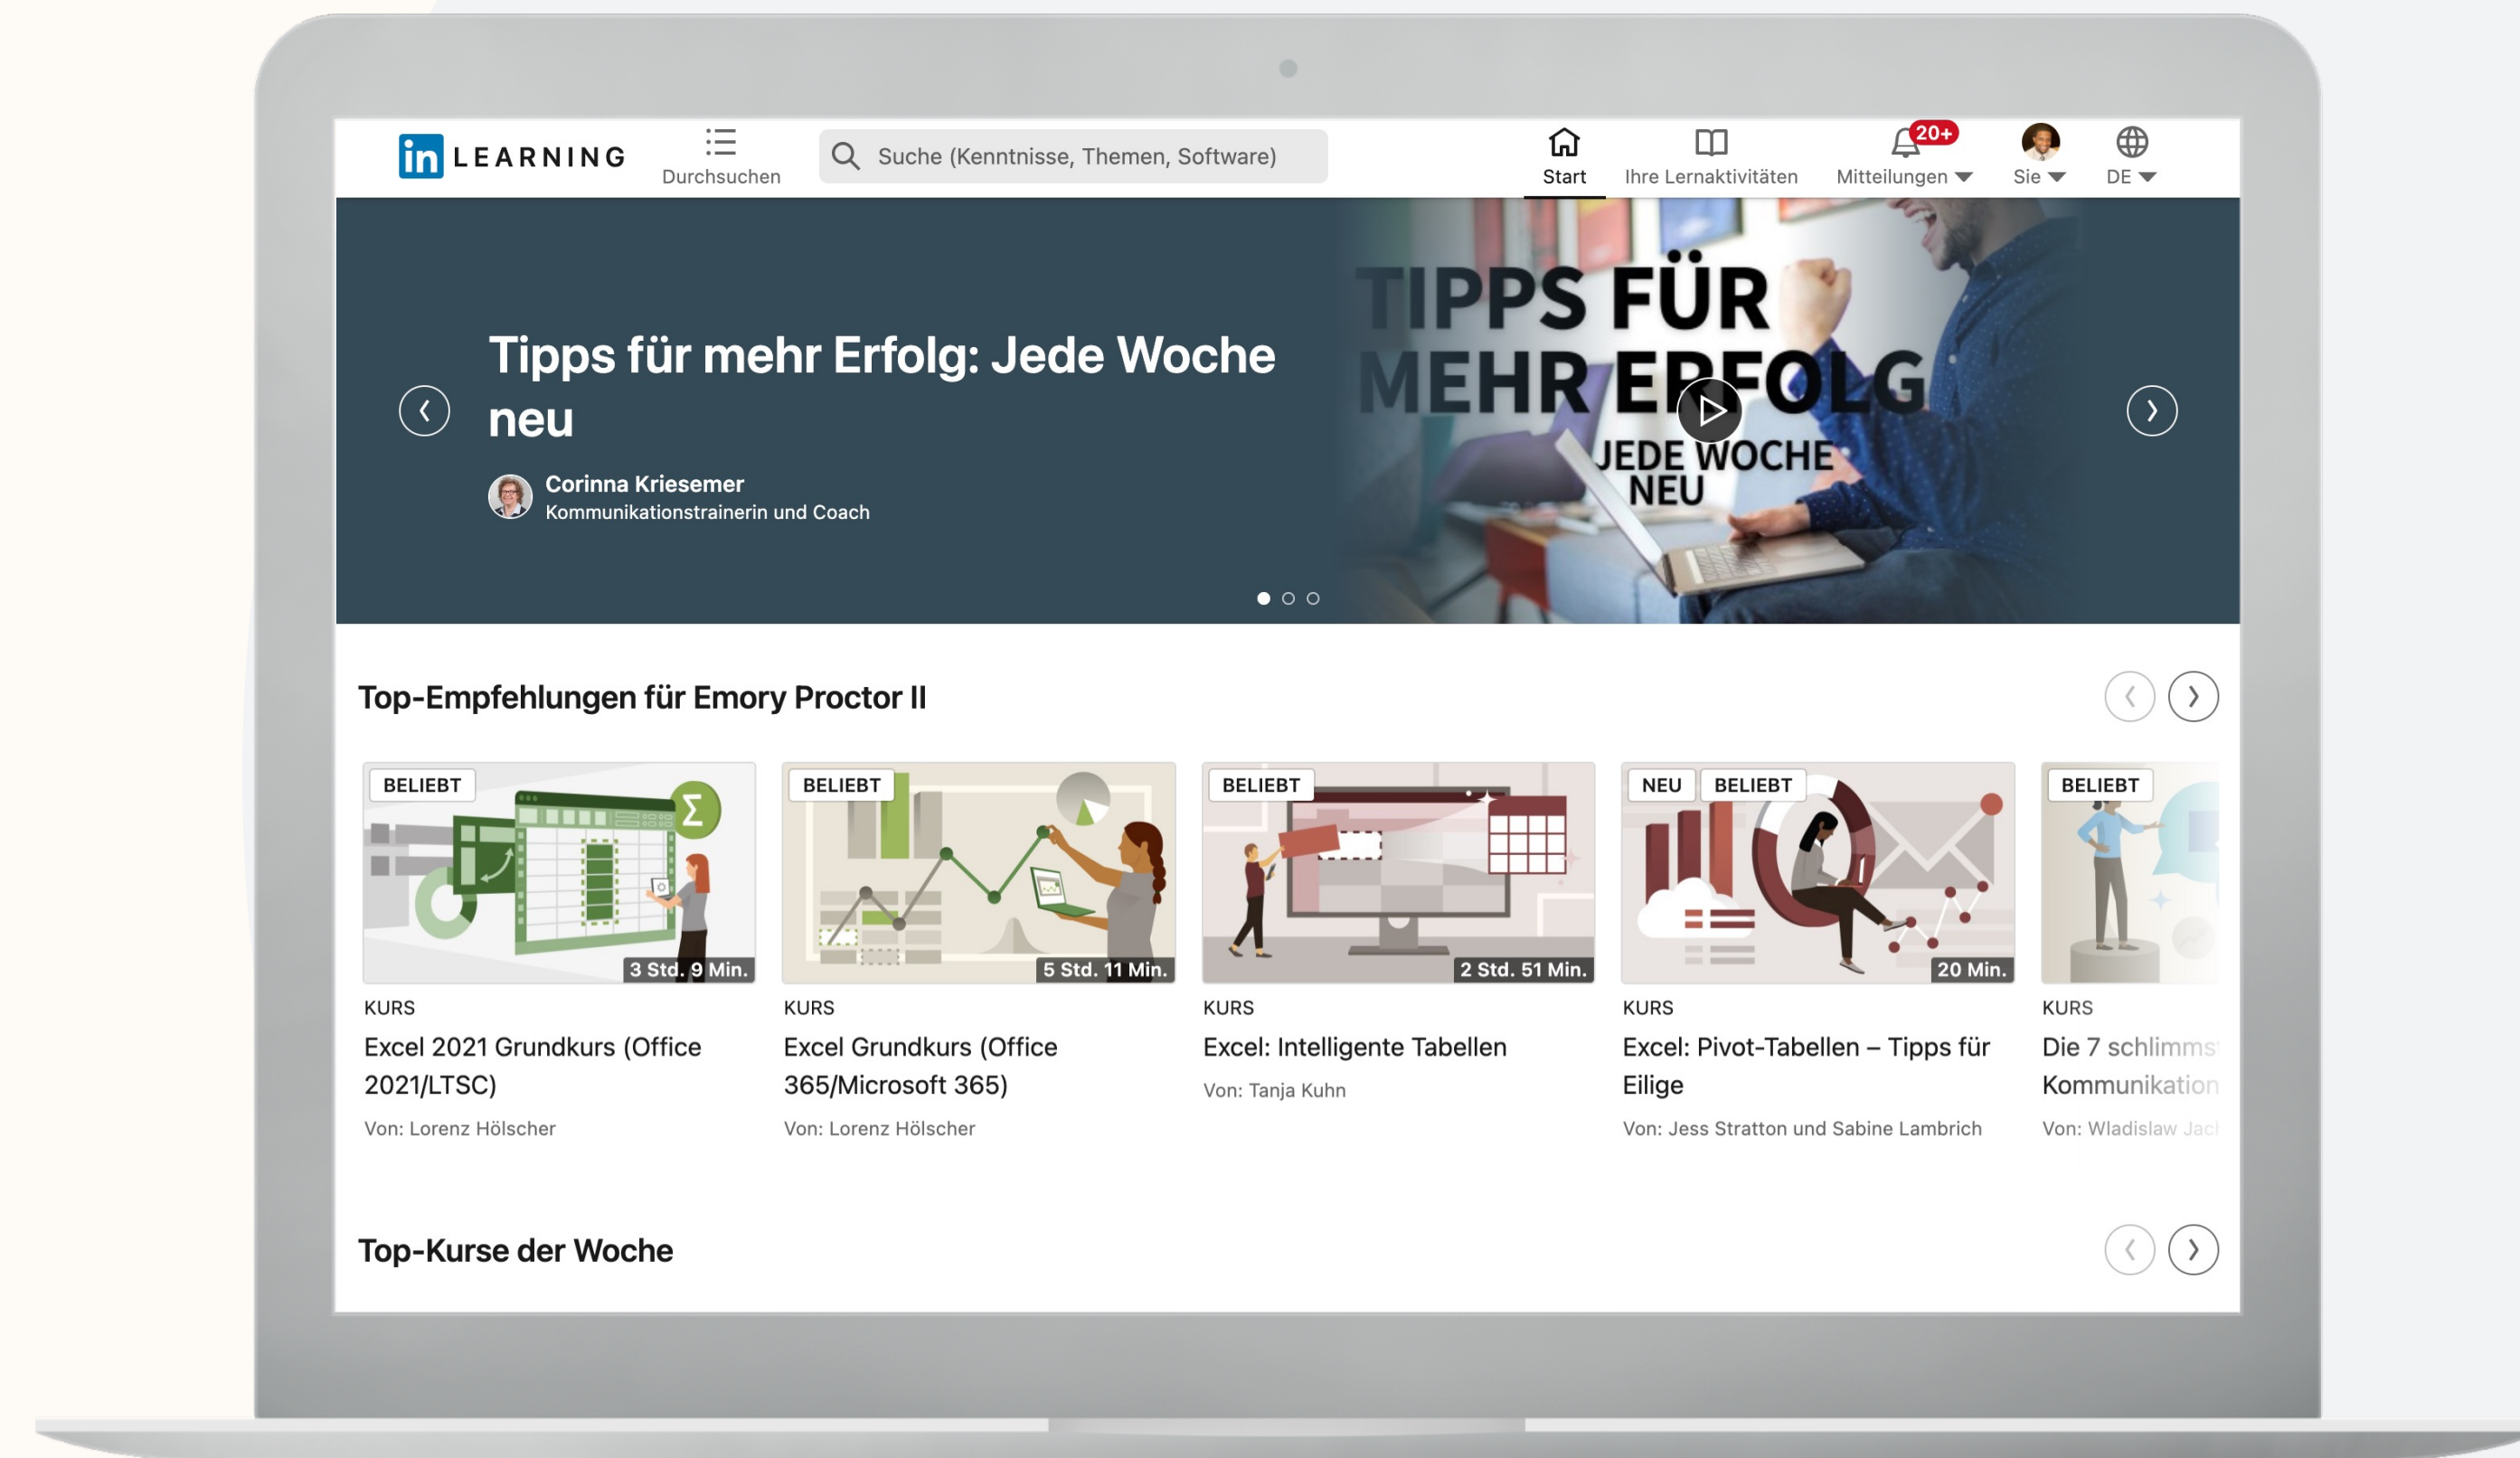 in LEARNING
Durchsuchen
Suche (Kenntnisse, Themen, Software)
Start
Ihre Lernaktivitäten
20+
Mitteilungen
Sie
DE
Tipps für mehr Erfolg: Jede Woche
neu
Corinna Kriesemer
Kommunikationstrainerin und Coach
TIPPS FÜR
MEHR ERFOLG
JEDE WOCHE
NEU
Top-Empfehlungen für Emory Proctor II
BELIEBT
3 Std. 9 Min.
KURS
Excel 2021 Grundkurs (Office
2021/LTSC)
Von: Lorenz Hölscher
BELIEBT
5 Std. 11 Min.
KURS
Excel Grundkurs (Office
365/Microsoft 365)
Von: Lorenz Hölscher
BELIEBT
2 Std. 51 Min.
KURS
Excel: Intelligente Tabellen
Von: Tanja Kuhn
NEU BELIEBT
20 Min.
KURS
Excel: Pivot-Tabellen – Tipps für
Eilige
Von: Jess Stratton und Sabine Lambrich
BELIEBT
KURS
Die 7
Kommunikation
Von: Wladislaw
Top-Kurse der Woche